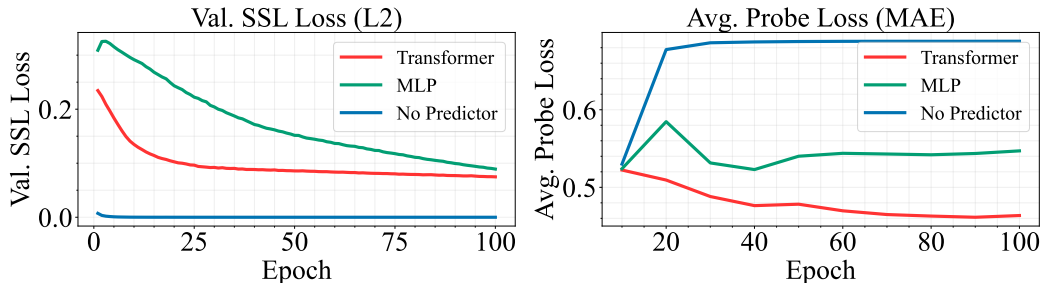 Val. SSL Loss (L2)
Val. SSL Loss
0.2
0.0
Transformer
MLP
No Predictor
0 25 50 75 100
Epoch
Avg. Probe Loss (MAE)
Avg. Probe Loss
0.6
0.5
Transformer
MLP
No Predictor
20 40 60 80 100
Epoch